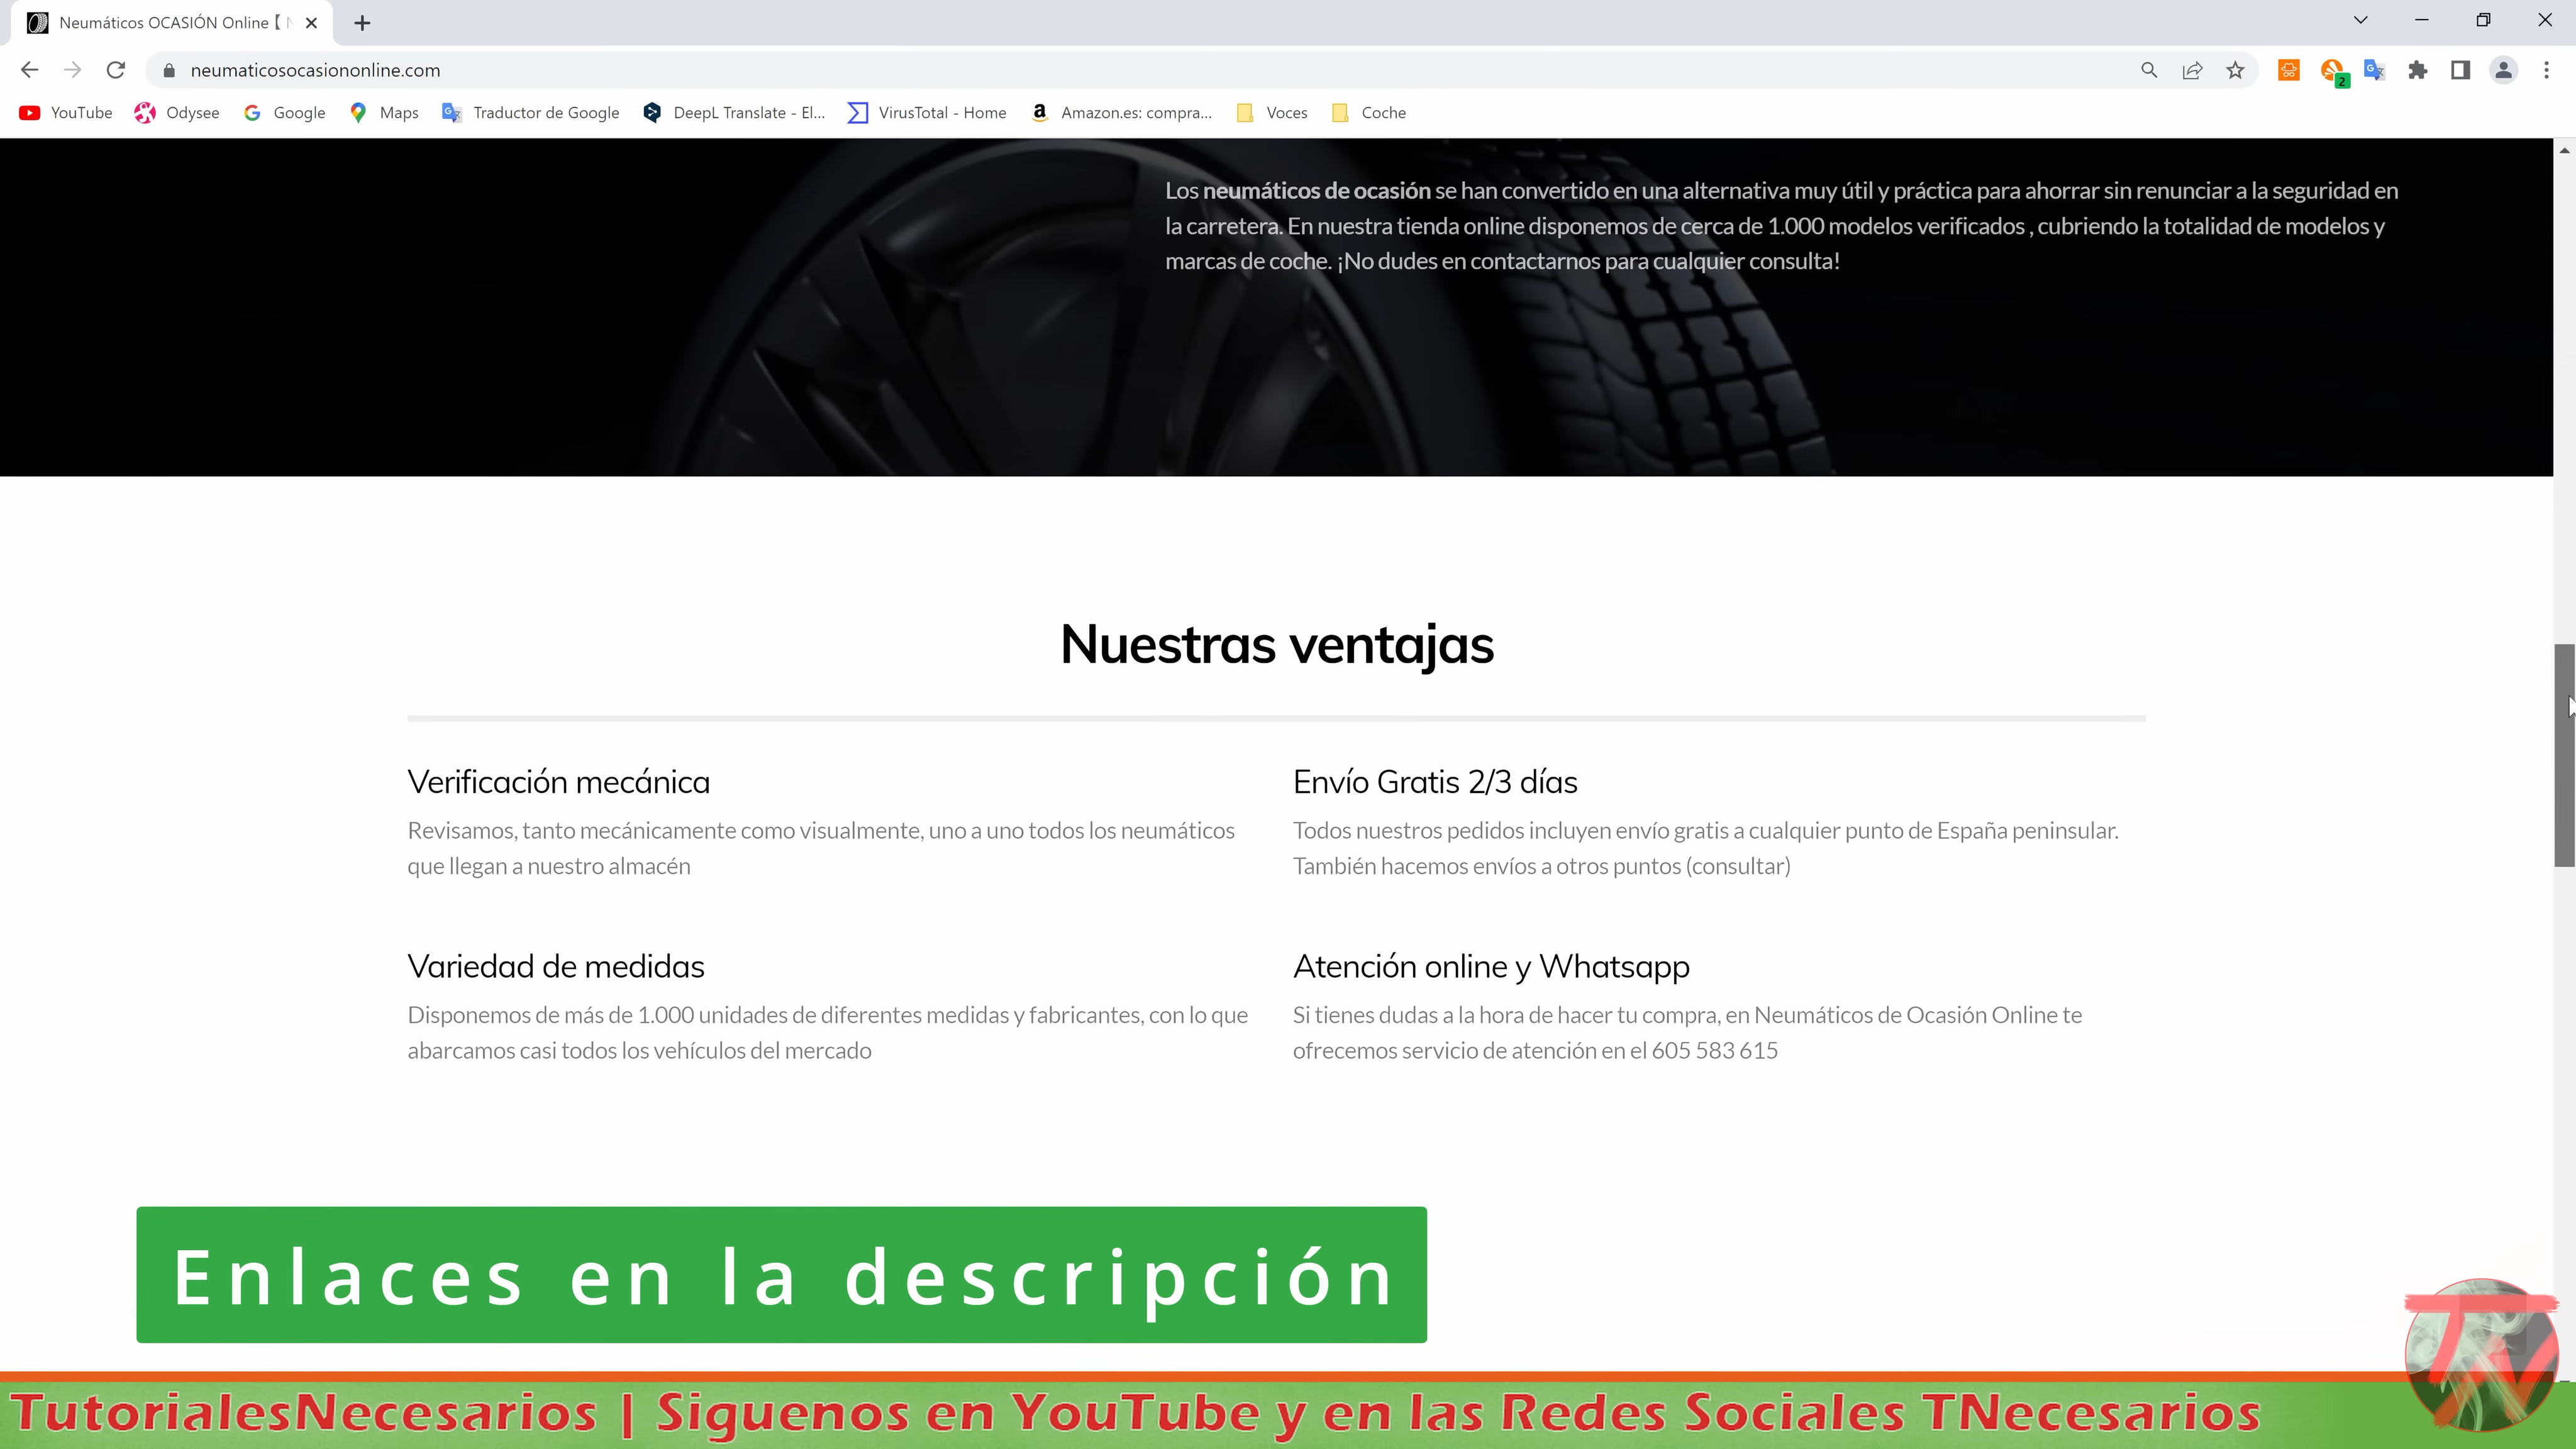 Neumáticos OCASIÓN Online【 N
neumaticosocasiononline.com
2
YouTube Odysee Google Maps Traductor de Google DeepL Translate - El... VirusTotal - Home Amazon.es: compra... Voces Coche
Los neumáticos de ocasión se han convertido en una alternativa muy útil y práctica para ahorrar sin renunciar a la seguridad en
la carretera. En nuestra tienda online disponemos de cerca de 1.000 modelos verificados , cubriendo la totalidad de modelos y
marcas de coche. ¡No dudes en contactarnos para cualquier consulta!
Nuestras ventajas
Verificación mecánica
Revisamos, tanto mecánicamente como visualmente, uno a uno todos los neumáticos
que llegan a nuestro almacén
Envío Gratis 2/3 días
Todos nuestros pedidos incluyen envío gratis a cualquier punto de España peninsular.
También hacemos envíos a otros puntos (consultar)
Variedad de medidas
Disponemos de más de 1.000 unidades de diferentes medidas y fabricantes, con lo que
abarcamos casi todos los vehículos del mercado
Atención online y Whatsapp
Si tienes dudas a la hora de hacer tu compra, en Neumáticos de Ocasión Online te
ofrecemos servicio de atención en el 605 583 615
Enlaces en la descripción
TN
TutorialesNecesarios | Siguenos en YouTube y en las Redes Sociales TNecesarios